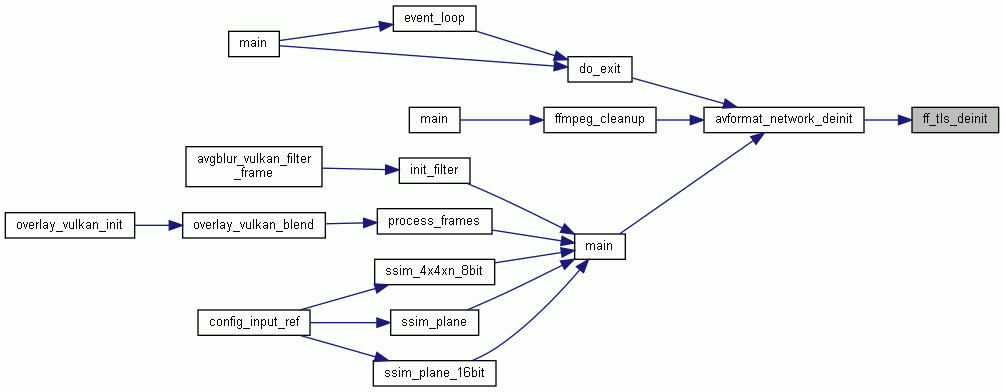 event_loop
main
do_exit
main
ffmpeg_cleanup
avformat_network_deinit
ff_tls_deinit
avgblur_vulkan_filter
_frame
init_filter
overlay_vulkan_init
overlay_vulkan_blend
process_frames
main
ssim_4x4xn_8bit
config_input_ref
ssim_plane
ssim_plane_16bit